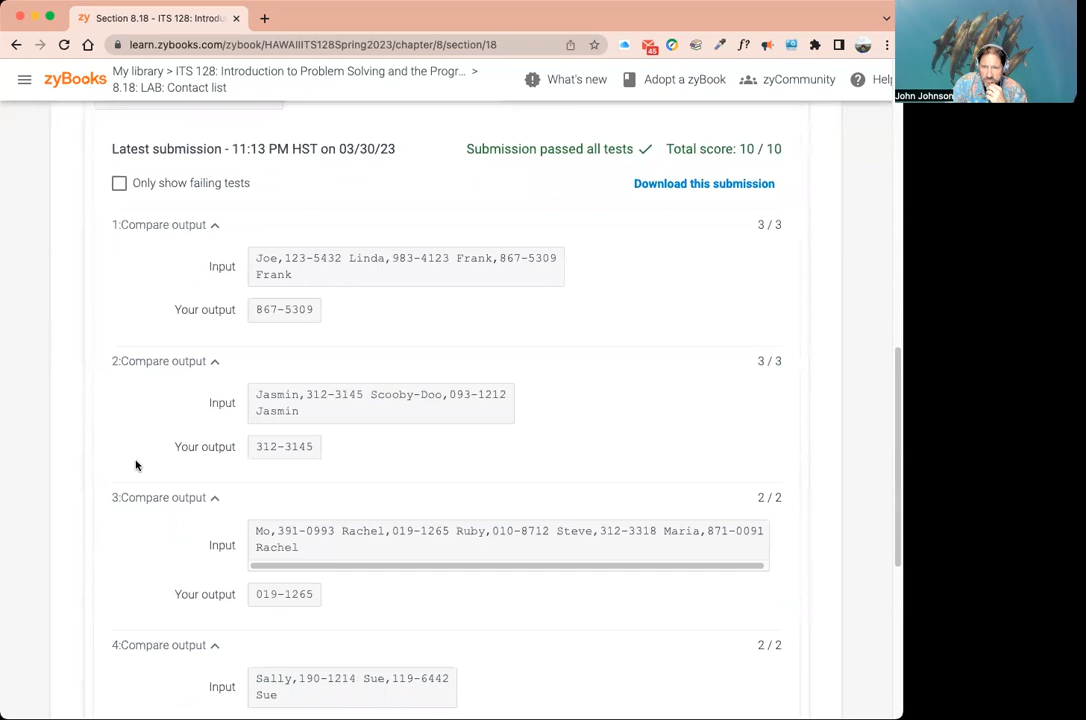 zy Section 8.18 - ITS 128: Introdu
learn.zybooks.com/zybook/HAWAIIITS128Spring2023/chapter/8/section/18
45
f?
zyBooks
My library > ITS 128: Introduction to Problem Solving and the Progr... >
8.18: LAB: Contact list
What's new
Adopt a zyBook
zyCommunity
Help
John Johnson
Latest submission - 11:13 PM HST on 03/30/23
Submission passed all tests
Total score: 10 / 10
Only show failing tests
Download this submission
1:Compare output
3 / 3
Input
Joe,123-5432 Linda,983-4123 Frank,867-5309
Frank
Your output
867-5309
2:Compare output
3 / 3
Input
Jasmin,312-3145 Scooby-Doo,093-1212
Jasmin
Your output
312-3145
3:Compare output
2 / 2
Input
Mo,391-0993 Rachel,019-1265 Ruby,010-8712 Steve,312-3318 Maria,871-0091
Rachel
Your output
019-1265
4:Compare output
2 / 2
Input
Sally,190-1214 Sue,119-6442
Sue